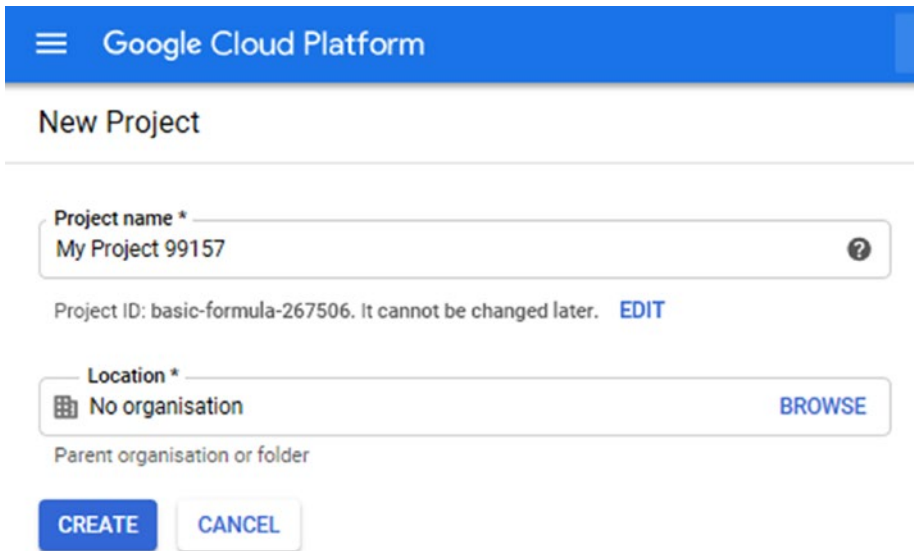 Google Cloud Platform
New Project
Project name *
My Project 99157
Project ID: basic-formula-267506. It cannot be changed later. EDIT
Location *
No organisation BROWSE
Parent organisation or folder
CREATE CANCEL